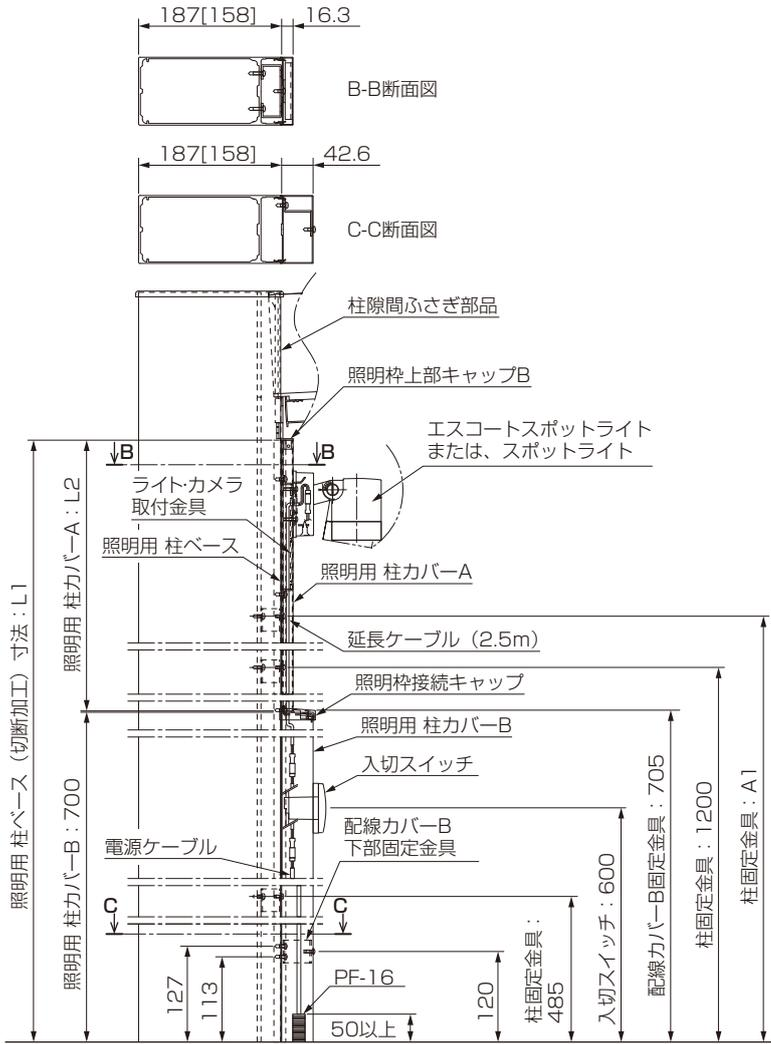 187[158]
16.3
B-B断面図
187[158]
42.6
C-C断面図
柱隙間ふさぎ部品
照明枠上部キャップB
エスコートスポットライト
または、スポットライト
B
B
ライト・カメラ
取付金具
照明用 柱ベース
照明用 柱カバーA
延長ケーブル（2.5m）
照明枠接続キャップ
照明用 柱カバーB
入切スイッチ
配線カバーB
下部固定金具
電源ケーブル
C
C
PF-16
50以上
照明用 柱ベース（切断加工）寸法：L1
照明用 柱カバーA：L2
照明用 柱カバーB：700
127
113
120
柱固定金具：
485
入切スイッチ：600
配線カバーB固定金具：705
柱固定金具：1200
柱固定金具：A1